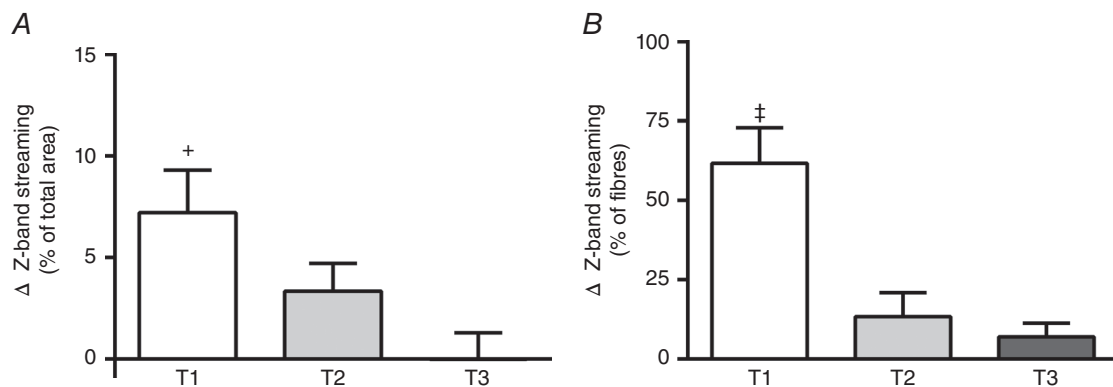 A
Δ Z-band streaming
(% of total area)
15
10
5
0
+
T1
T2
T3
B
Δ Z-band streaming
(% of fibres)
100
75
50
25
0
‡
T1
T2
T3